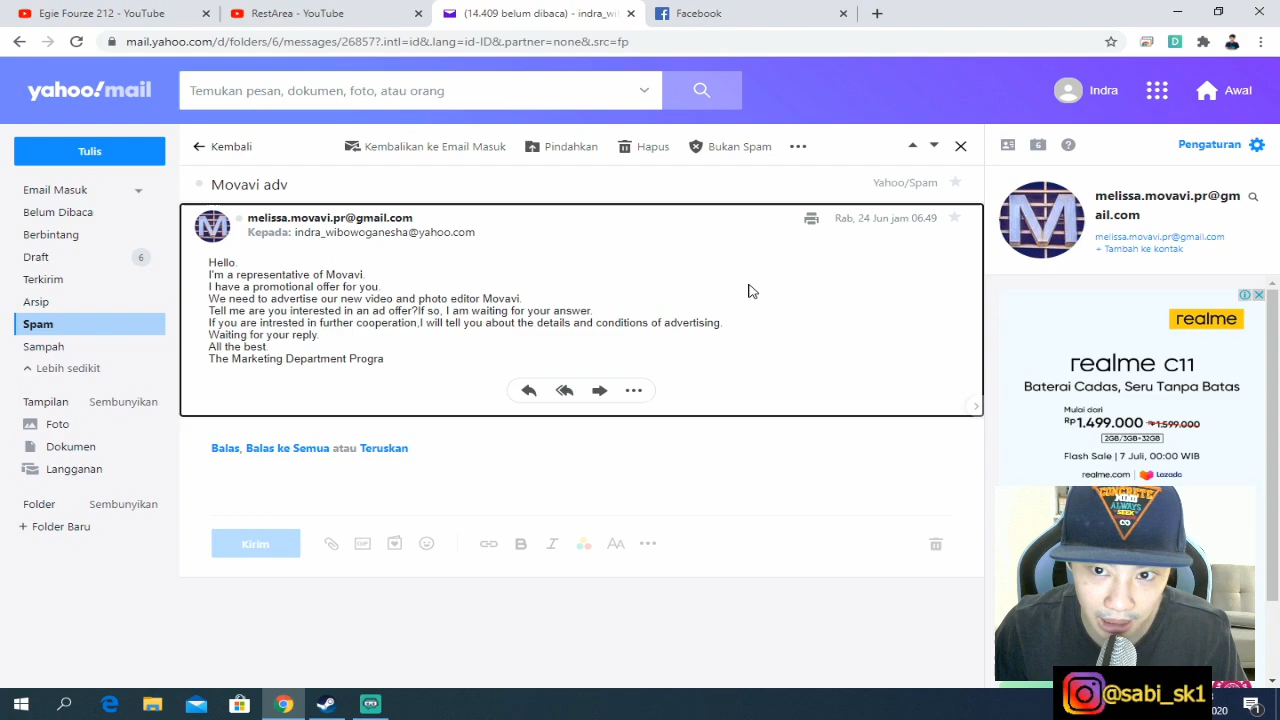 Egie Fourze 212 - YouTube
RestArea - YouTube
(14.409 belum dibaca) - indra_wi
Facebook
mail.yahoo.com/d/folders/6/messages/26857?.intl=id&.lang=id-ID&.partner=none&.src=fp
yahoo!mail
Temukan pesan, dokumen, foto, atau orang
Indra
Awal
Tulis
Kembali
Kembalikan ke Email Masuk
Pindahkan
Hapus
Bukan Spam
6
Pengaturan
Email Masuk
Belum Dibaca
Berbintang
Draft
6
Terkirim
Arsip
Spam
Sampah
Lebih sedikit
Tampilan
Sembunyikan
Foto
Dokumen
Langganan
Folder
Sembunyikan
+ Folder Baru
Movavi adv
Yahoo/Spam
M
melissa.movavi.pr@gmail.com
Rab, 24 Jun jam 06.49
Kepada: indra_wibowoganesha@yahoo.com
Hello.
I'm a representative of Movavi.
I have a promotional offer for you.
We need to advertise our new video and photo editor Movavi.
Tell me are you interested in an ad offer?If so, I am waiting for your answer.
If you are intrested in further cooperation,I will tell you about the details and conditions of advertising.
Waiting for your reply.
All the best.
The Marketing Department Progra
Balas, Balas ke Semua atau Teruskan
Kirim
GIF
B
I
AA
M
melissa.movavi.pr@gm
ail.com
melissa.movavi.pr@gmail.com
+ Tambah ke kontak
realme
realme C11
Baterai Cadas, Seru Tanpa Batas
Mulai dari
Rp1.499.000 Rp1.599.000
2GB/3GB+32GB
Flash Sale | 7 Juli, 00:00 WIB
realme.com | Lazada
CONCRETE
ALWAYS
SEEK
@sabi_sk1